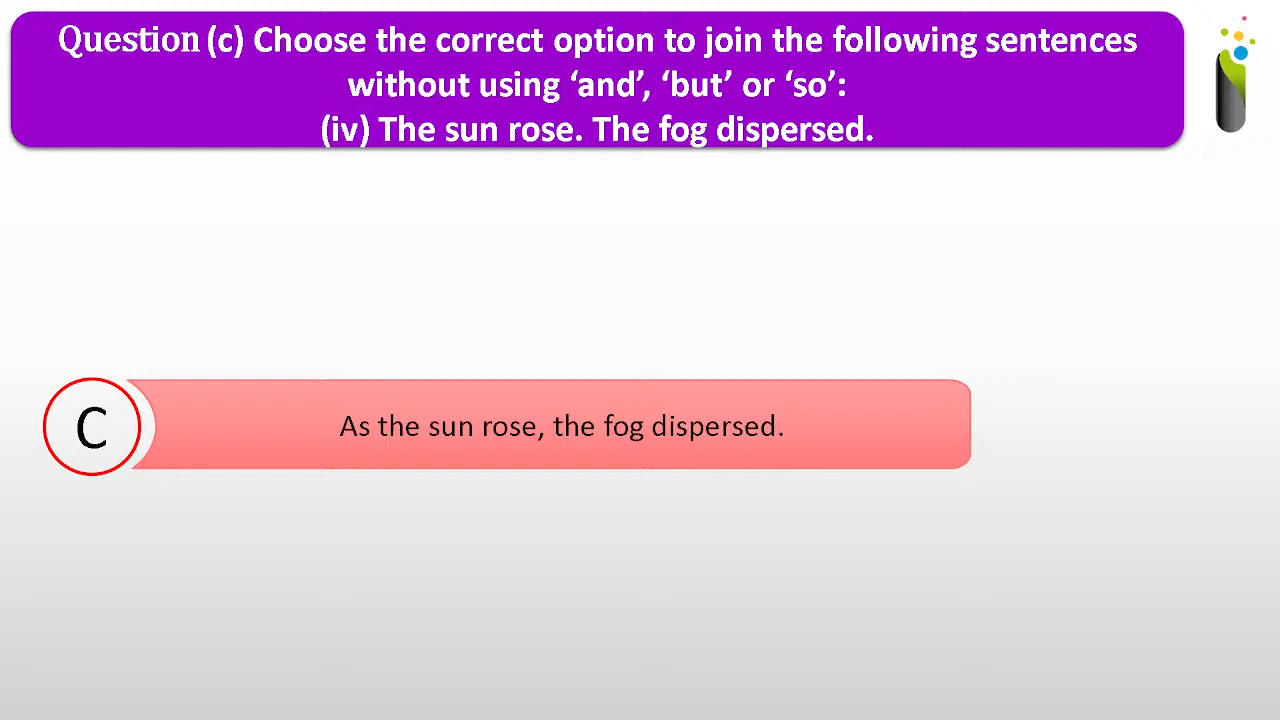 Question (c) Choose the correct option to join the following sentences
without using ‘and’, ‘but’ or ‘so’:
(iv) The sun rose. The fog dispersed.
C
As the sun rose, the fog dispersed.